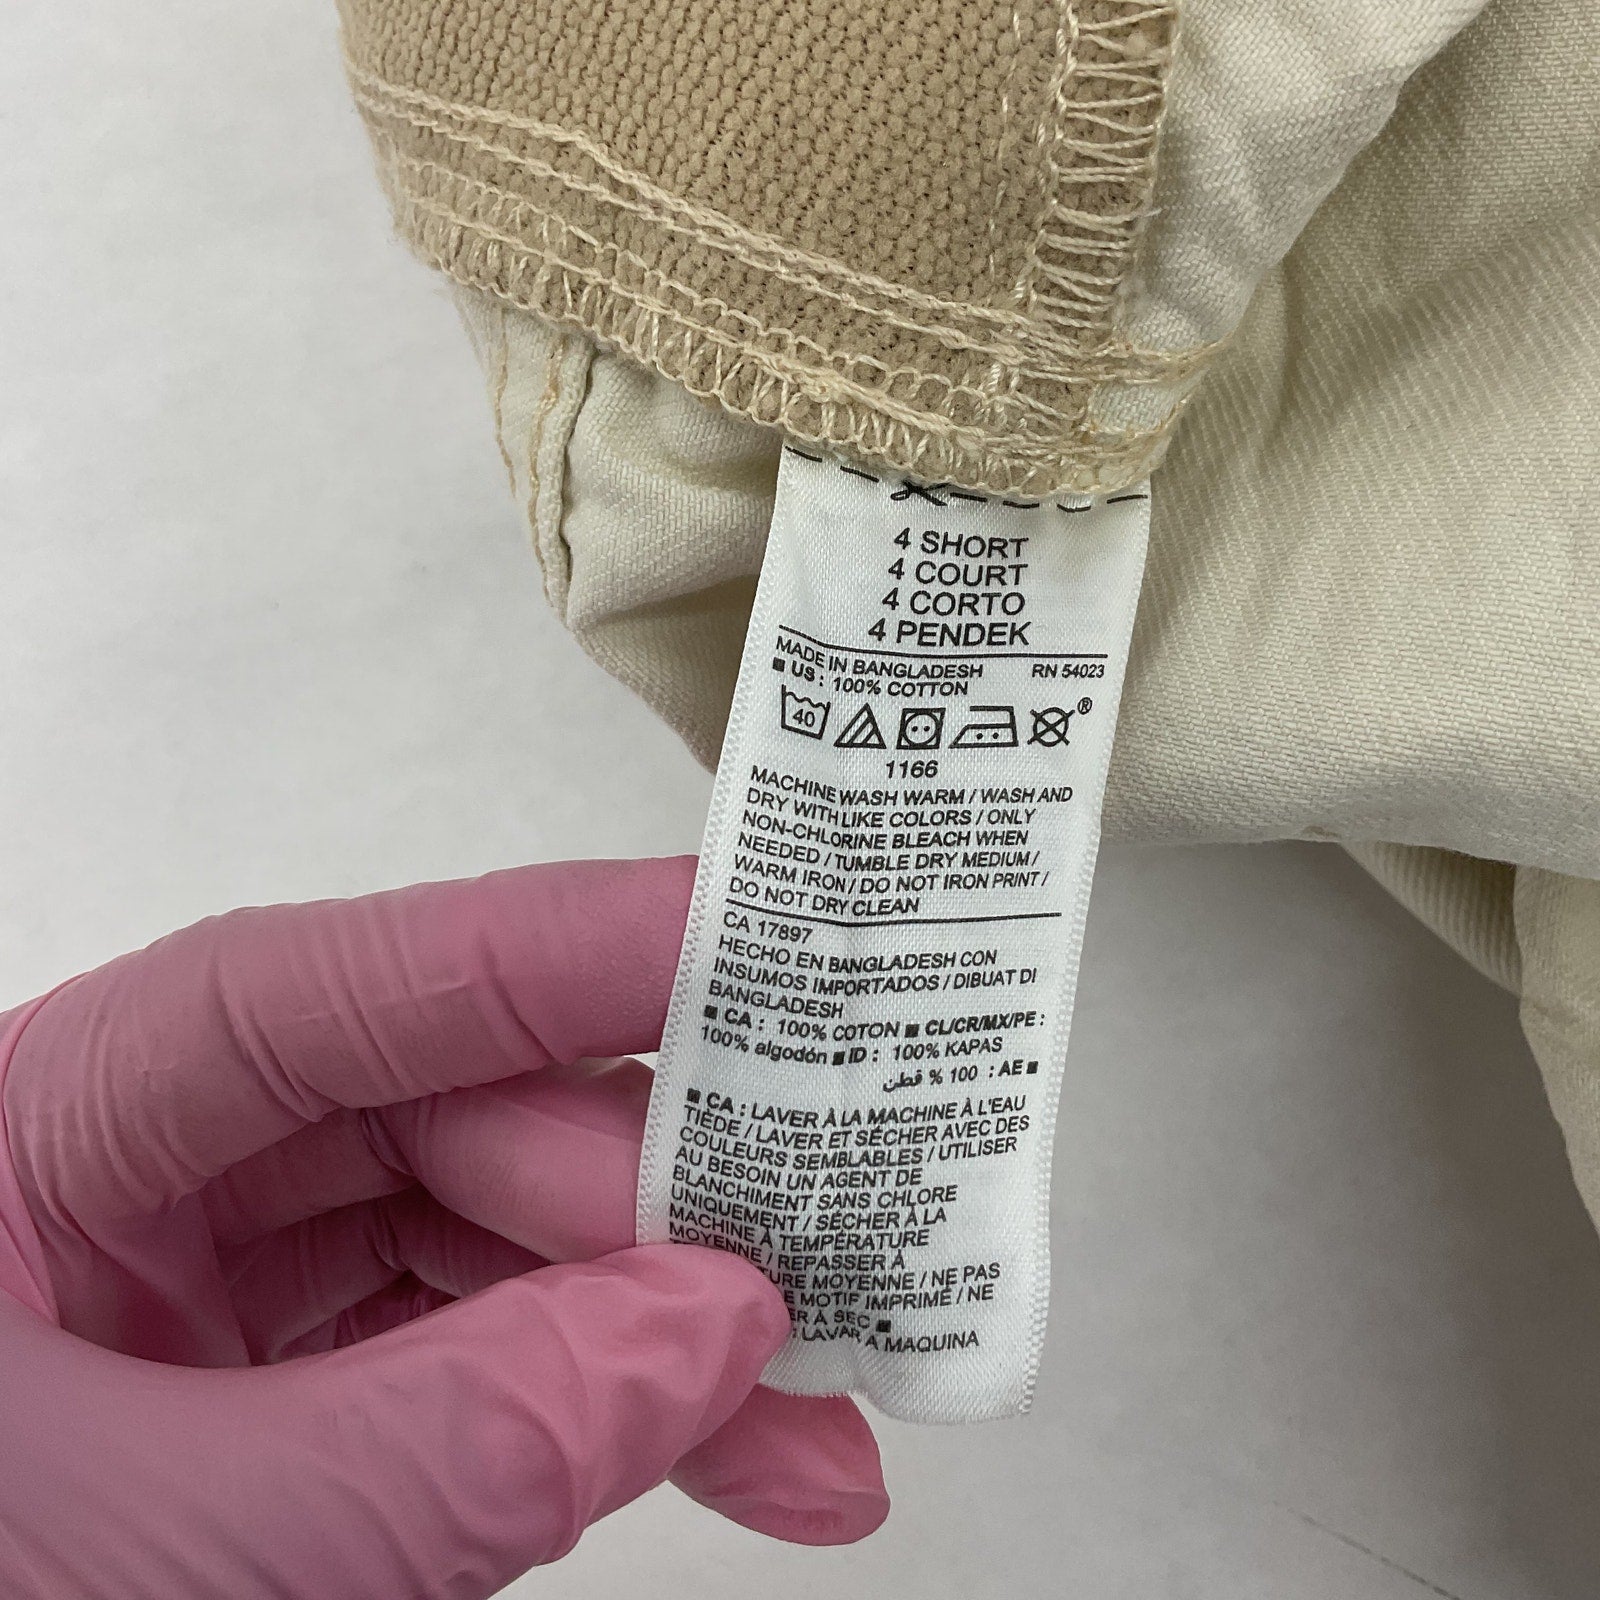 4 SHORT
4 COURT
4 CORTO
4 PENDEK
MADE IN BANGLADESH RN 54023
■ US : 100% COTTON
40 ®
1166
MACHINE WASH WARM / WASH AND
DRY WITH LIKE COLORS / ONLY
NON-CHLORINE BLEACH WHEN
NEEDED / TUMBLE DRY MEDIUM /
WARM IRON / DO NOT IRON PRINT /
DO NOT DRY CLEAN
CA 17897
HECHO EN BANGLADESH CON
INSUMOS IMPORTADOS / DIBUAT DI
BANGLADESH
■ CA : 100% COTON ■ CL/CR/MX/PE :
100% algodón ■ ID : 100% KAPAS
■ AE : 100 % قطن
■ CA : LAVER À LA MACHINE À L'EAU
TIÈDE / LAVER ET SÉCHER AVEC DES
COULEURS SEMBLABLES / UTILISER
AU BESOIN UN AGENT DE
BLANCHIMENT SANS CHLORE
UNIQUEMENT / SÉCHER À LA
MACHINE À TEMPÉRATURE
MOYENNE / REPASSER À
URE MOYENNE / NE PAS
E MOTIF IMPRIMÉ / NE
ER À SEC ■
: LAVAR A MAQUINA